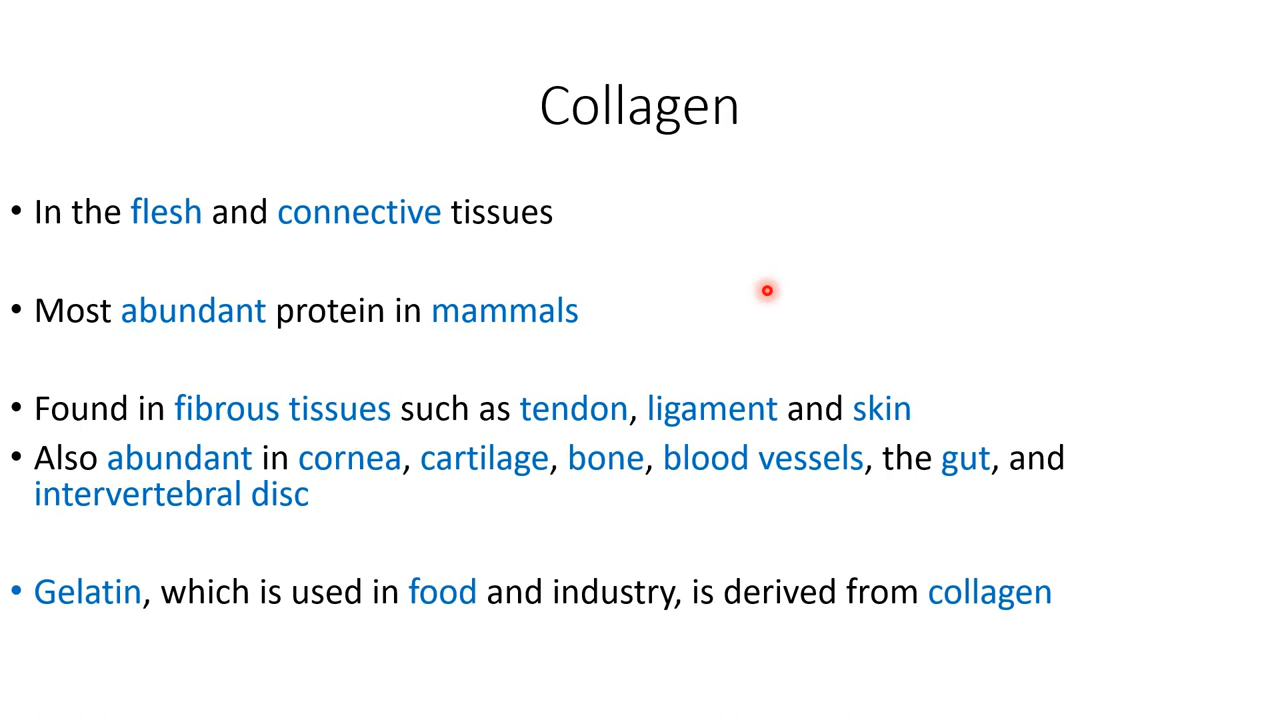 Collagen
• In the flesh and connective tissues
• Most abundant protein in mammals
• Found in fibrous tissues such as tendon, ligament and skin
• Also abundant in cornea, cartilage, bone, blood vessels, the gut, and
intervertebral disc
• Gelatin, which is used in food and industry, is derived from collagen